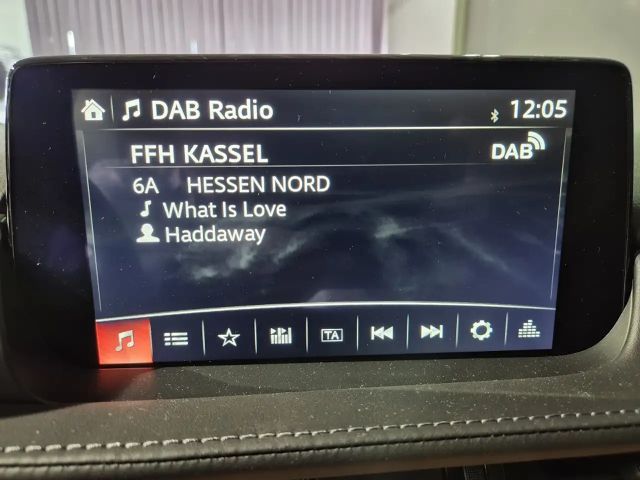 DAB Radio 12:05
FFH KASSEL DAB
6A HESSEN NORD
What Is Love
Haddaway
TA